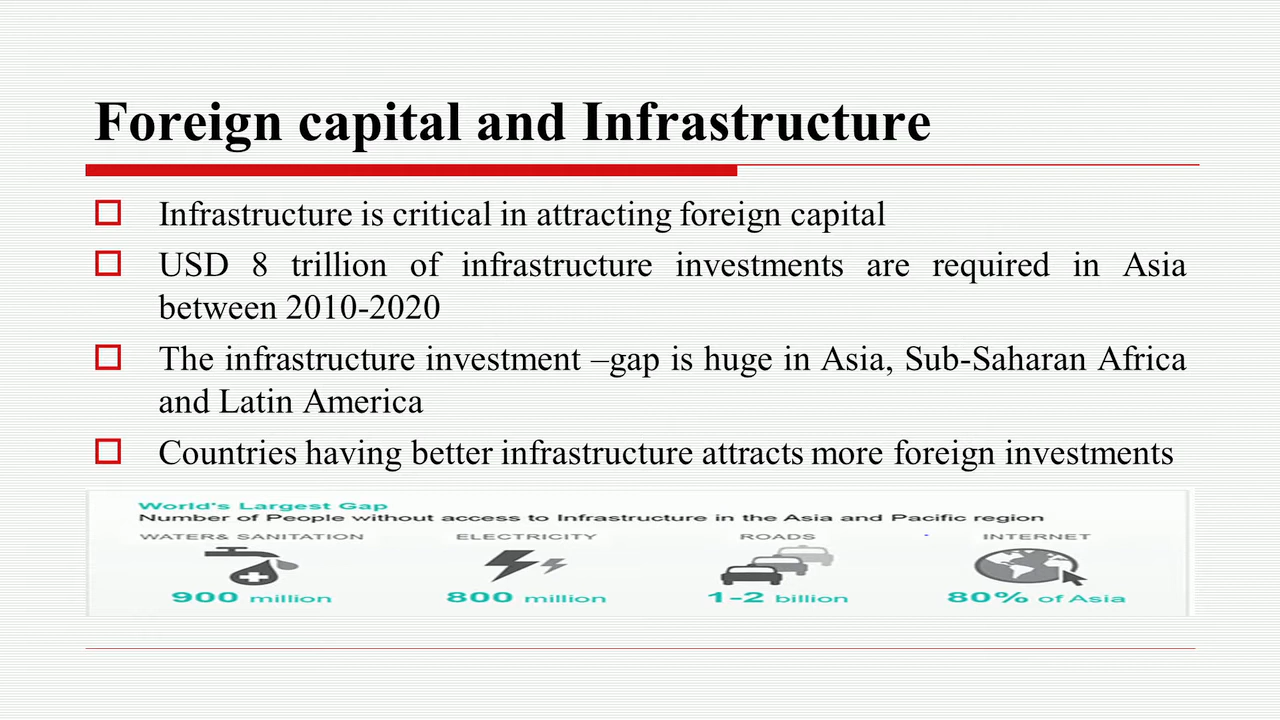 Foreign capital and Infrastructure
Infrastructure is critical in attracting foreign capital
USD 8 trillion of infrastructure investments are required in Asia
between 2010-2020
The infrastructure investment –gap is huge in Asia, Sub-Saharan Africa
and Latin America
Countries having better infrastructure attracts more foreign investments
World's Largest Gap
Number of People without access to Infrastructure in the Asia and Pacific region
WATER& SANITATION ELECTRICITY ROADS INTERNET
900 million 800 million 1-2 billion 80% of Asia